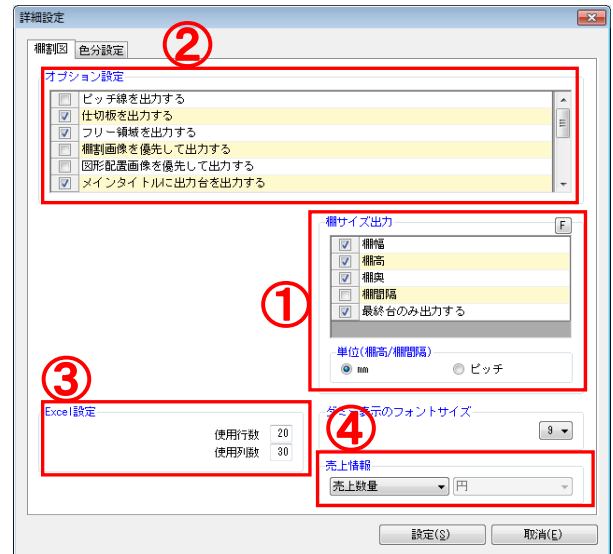 詳細設定
棚割図 色分設定
②
オプション設定
ピッチ線を出力する
仕切板を出力する
フリー領域を出力する
棚割画像を優先して出力する
図形配置画像を優先して出力する
メインタイトルに出力台を出力する
①
棚サイズ出力 F
棚幅
棚高
棚奥
棚間隔
最終台のみ出力する
単位(棚高/棚間隔)
mm ピッチ
③
Excel設定
使用行数 20
使用列数 30
④
表示のフォントサイズ
9
売上情報
売上数量 円
設定(S) 取消(E)